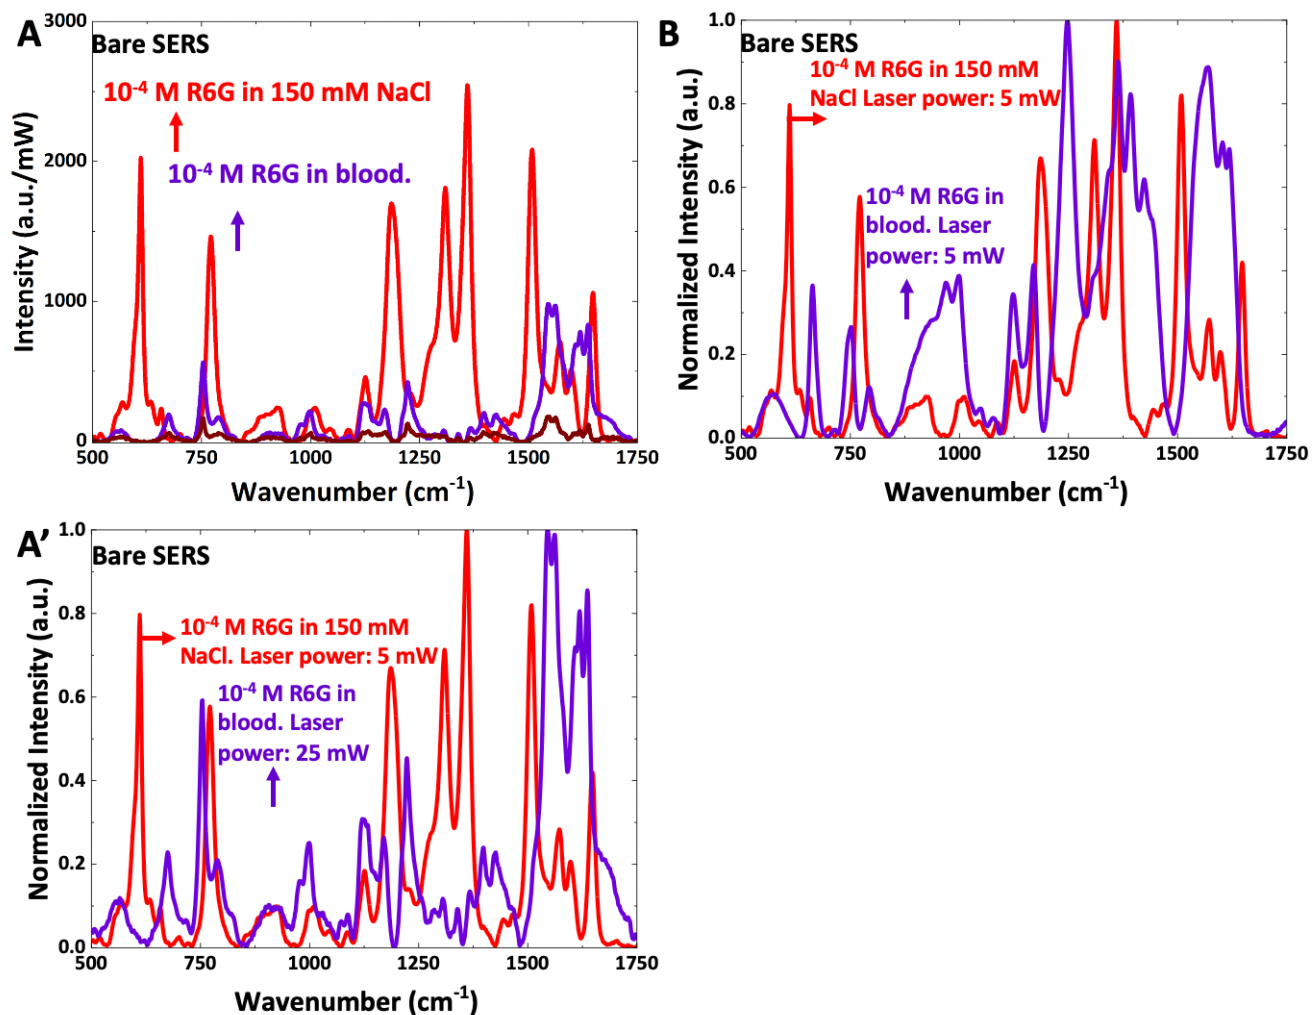 A
Bare SERS
10⁻⁴ M R6G in 150 mM NaCl
10⁻⁴ M R6G in blood.
Intensity (a.u./mW)
3000
2000
1000
0
500 750 1000 1250 1500 1750
Wavenumber (cm⁻¹)
B
Bare SERS
10⁻⁴ M R6G in 150 mM
NaCl Laser power: 5 mW
10⁻⁴ M R6G in
blood. Laser
power: 5 mW
Normalized Intensity (a.u.)
1.0
0.8
0.6
0.4
0.2
0.0
500 750 1000 1250 1500 1750
Wavenumber (cm⁻¹)
A’
Bare SERS
10⁻⁴ M R6G in 150 mM
NaCl. Laser power: 5 mW
10⁻⁴ M R6G in
blood. Laser
power: 25 mW
Normalized Intensity (a.u.)
1.0
0.8
0.6
0.4
0.2
0.0
500 750 1000 1250 1500 1750
Wavenumber (cm⁻¹)